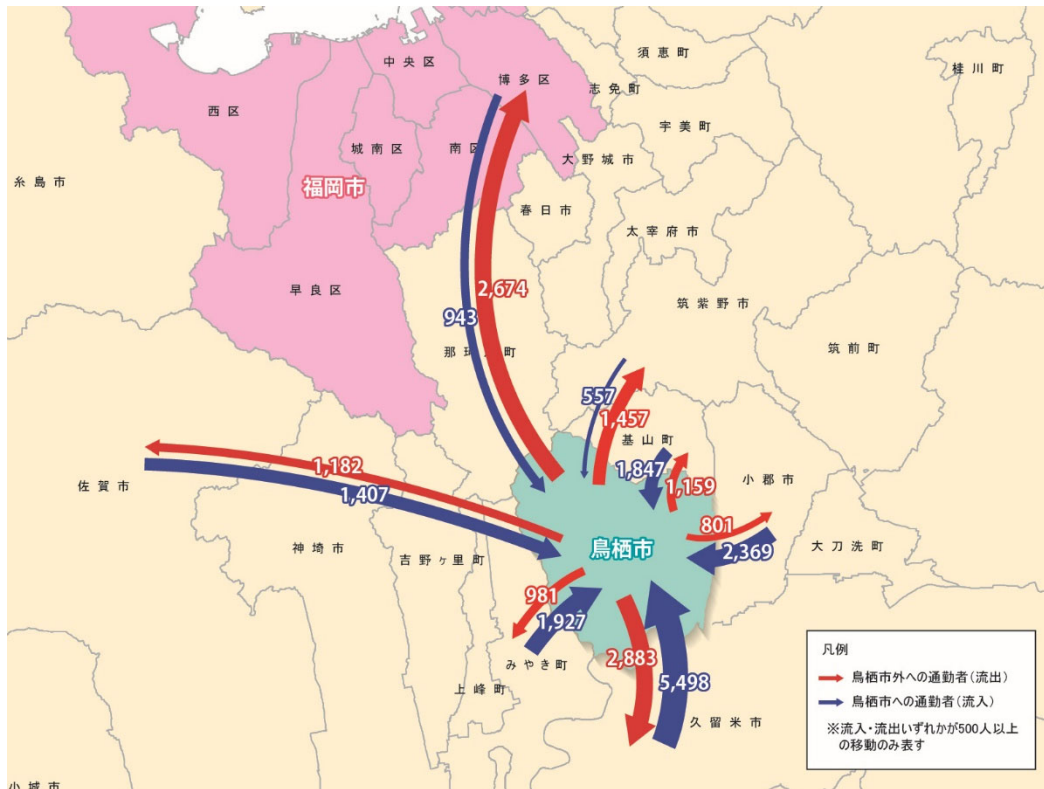 須恵町
桂川町
中央区
博多区
志免町
西区
宇美町
城南区
南区
大野城市
糸島市
福岡市
春日市
太宰府市
早良区
2,674
筑紫野市
943
筑前町
557
1,457
基山町
1,847
1,159
小郡市
1,182
佐賀市
1,407
801
神埼市
吉野ヶ里町
鳥栖市
2,369
大刀洗町
981
1,927
みやき町
2,883
上峰町
5,498
久留米市
凡例
鳥栖市外への通勤者(流出)
鳥栖市への通勤者(流入)
※流入・流出いずれかが500人以上
の移動のみ表す